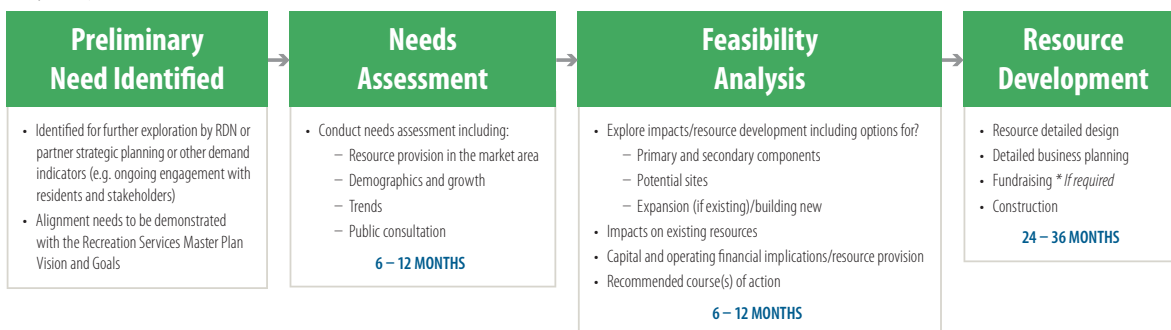 Preliminary
Need Identified
• Identified for further exploration by RDN or
partner strategic planning or other demand
indicators (e.g. ongoing engagement with
residents and stakeholders)
• Alignment needs to be demonstrated
with the Recreation Services Master Plan
Vision and Goals
Needs
Assessment
• Conduct needs assessment including:
– Resource provision in the market area
– Demographics and growth
– Trends
– Public consultation
6 – 12 MONTHS
Feasibility
Analysis
• Explore impacts/resource development including options for?
– Primary and secondary components
– Potential sites
– Expansion (if existing)/building new
• Impacts on existing resources
• Capital and operating financial implications/resource provision
• Recommended course(s) of action
6 – 12 MONTHS
Resource
Development
• Resource detailed design
• Detailed business planning
• Fundraising * If required
• Construction
24 – 36 MONTHS